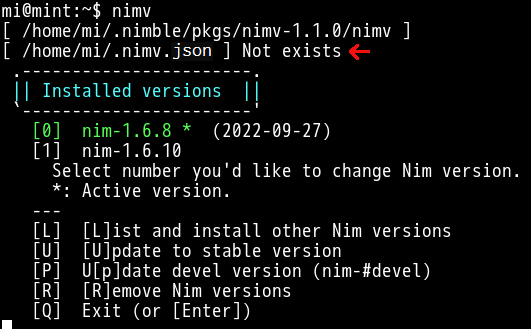 mi@mint:~$ nimv
[ /home/mi/.nimble/pkgs/nimv-1.1.0/nimv ]
[ /home/mi/.nimv.json ] Not exists
.-----------------------.
|| Installed versions  ||
`-----------------------'
[0]  nim-1.6.8 *  (2022-09-27)
[1]  nim-1.6.10
Select number you'd like to change Nim version.
*: Active version.
---
[L]  [L]ist and install other Nim versions
[U]  [U]pdate to stable version
[P]  U[p]date devel version (nim-#devel)
[R]  [R]emove Nim versions
[Q]  Exit (or [Enter])